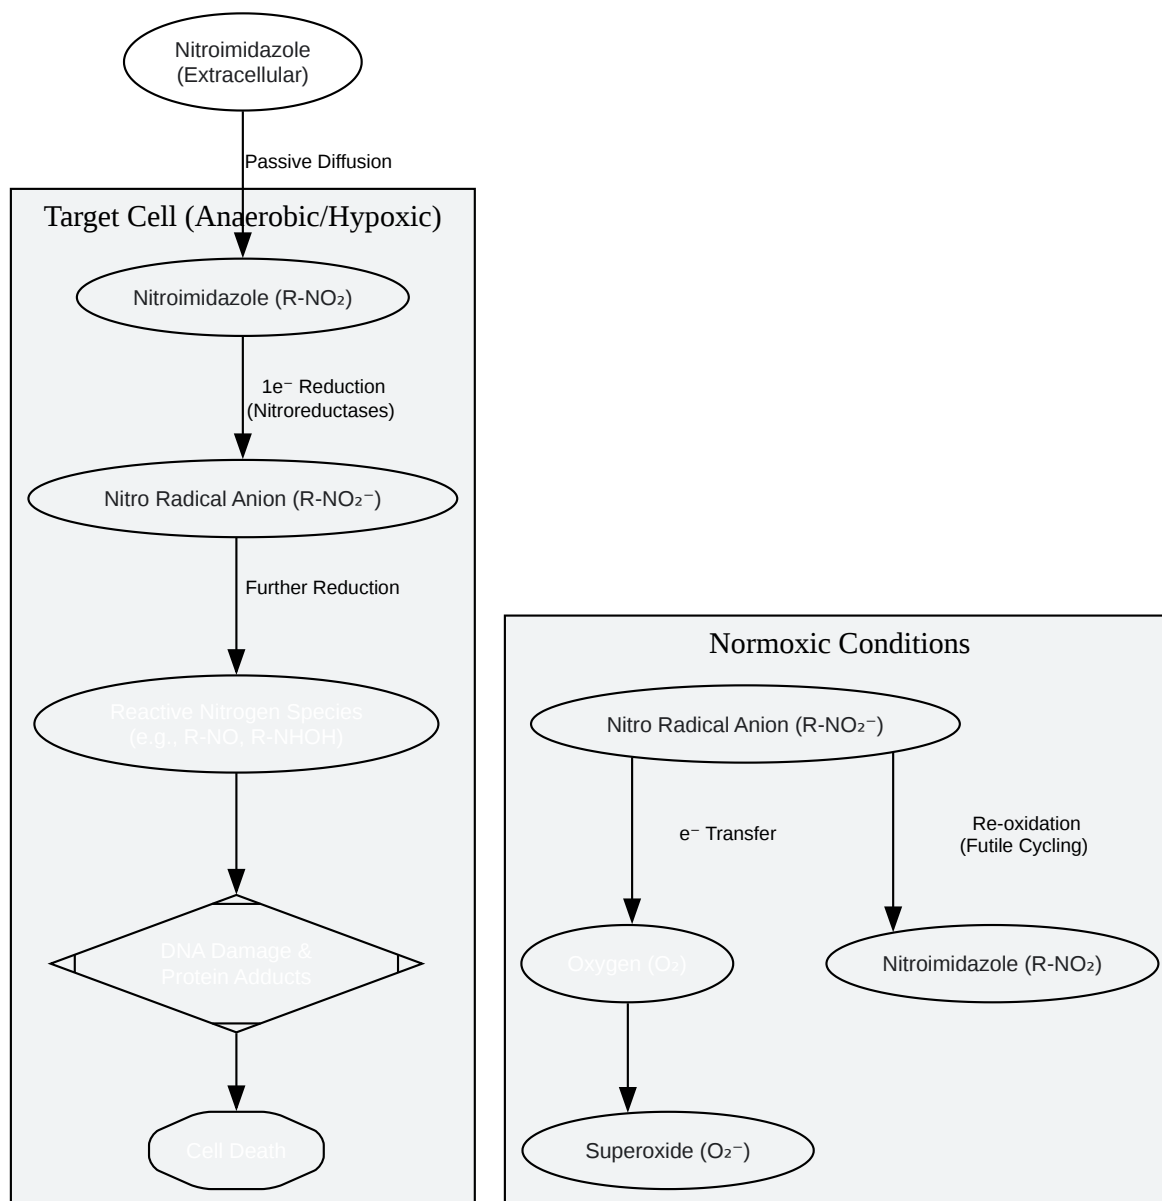 Nitroimidazole
(Extracellular)
Passive Diffusion
Target Cell (Anaerobic/Hypoxic)
Nitroimidazole (R-NO₂)
1e⁻ Reduction
(Nitroreductases)
Nitro Radical Anion (R-NO₂⁻)
Further Reduction
Reactive Nitrogen Species
(e.g., R-NO, R-NHOH)
DNA Damage &
Protein Adducts
Cell Death
Normoxic Conditions
Nitro Radical Anion (R-NO₂⁻)
e⁻ Transfer
Re-oxidation
(Futile Cycling)
Oxygen (O₂)
Nitroimidazole (R-NO₂)
Superoxide (O₂⁻)